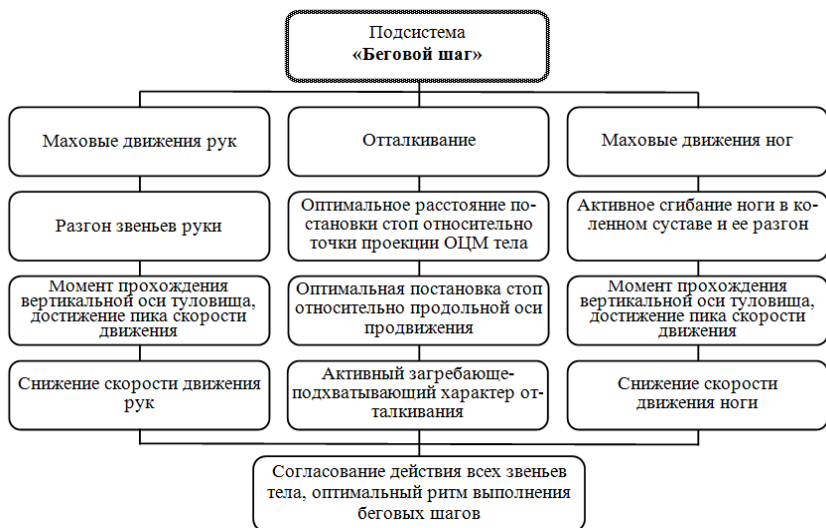 Подсистема
«Беговой шаг»
Маховые движения рук
Отталкивание
Маховые движения ног
Разгон звеньев руки
Оптимальное расстояние по-
становки стоп относительно
точки проекции ОЦМ тела
Активное сгибание ноги в ко-
ленном суставе и ее разгон
Момент прохождения
вертикальной оси туловища,
достижение пика скорости
движения
Оптимальная постановка стоп
относительно продольной оси
продвижения
Момент прохождения
вертикальной оси туловища,
достижение пика скорости
движения
Снижение скорости движения
рук
Активный загребающе-
подхватывающий характер от-
талкивания
Снижение скорости
движения ноги
Согласование действия всех звеньев
тела, оптимальный ритм выполнения
беговых шагов